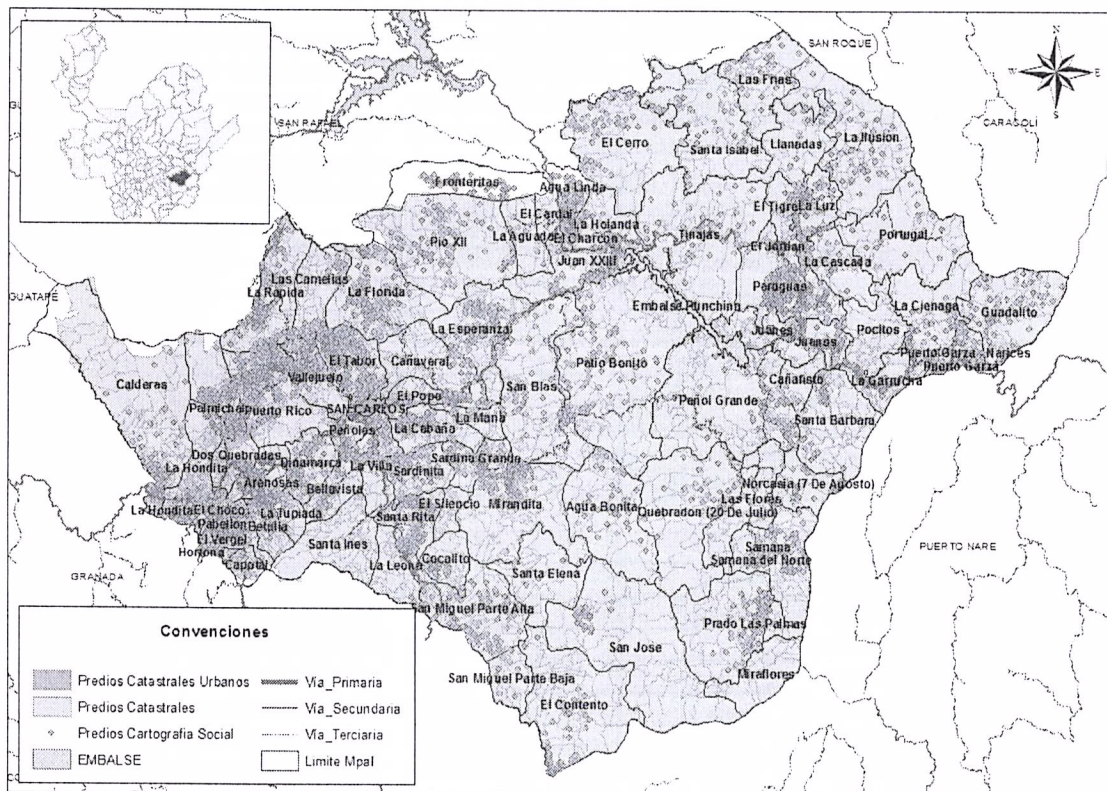 SAN ROQUE
N
W
E
S
CARACOLÍ
SAN RAFAEL
GUATAPÉ
GRANADA
PUERTO NARE
Las Frias
El Cerro
Santa Isabel
Llanadas
La Ilusion
Fronteritas
Agua Linda
El Cardal
La Holanda
El Tigre
La Luz
Pio XII
La Aguada
El Charcon
Tinajas
El Jordan
Portugal
Juan XXIII
La Cascada
Las Camelias
La Rapida
La Florida
Paraguas
Embalse Punchina
La Cienaga
Guadalito
La Esperanza
Juanes
Juanes
Pocitos
El Tabor
Cañaveral
Patio Bonito
Puerto Garza - Narices
Puerto Garza
Calderas
Vallejuelo
San Blas
Cañafisto
La Garrucha
El Popo
Peñol Grande
Palmichal
Puerto Rico
SAN CARLOS
La Mana
Santa Barbara
Peñoles
La Cabaña
Dos Quebradas
Dinamarca
La Villa
Sardina Grande
La Hondita
Sardinita
Arenosas
Bellavista
Norcasia (7 De Agosto)
El Silencio
Mirandita
Las Flores
La Hondita
El Choco
La Tupiada
Santa Rita
Agua Bonita
Quebradon (20 De Julio)
Pabellon
Betulia
El Vergel
Santa Ines
Hortona
Capotal
La Leona
Cocalito
Samana
Samana del Norte
Santa Elena
San Miguel Parte Alta
Prado Las Palmas
San Jose
San Miguel Parte Baja
Miraflores
El Contento
Convenciones
Predios Catastrales Urbanos
Vía_Primaria
Predios Catastrales
Vía_Secundaria
Predios Cartografia Social
Vía_Terciaria
EMBALSE
Limite Mpal